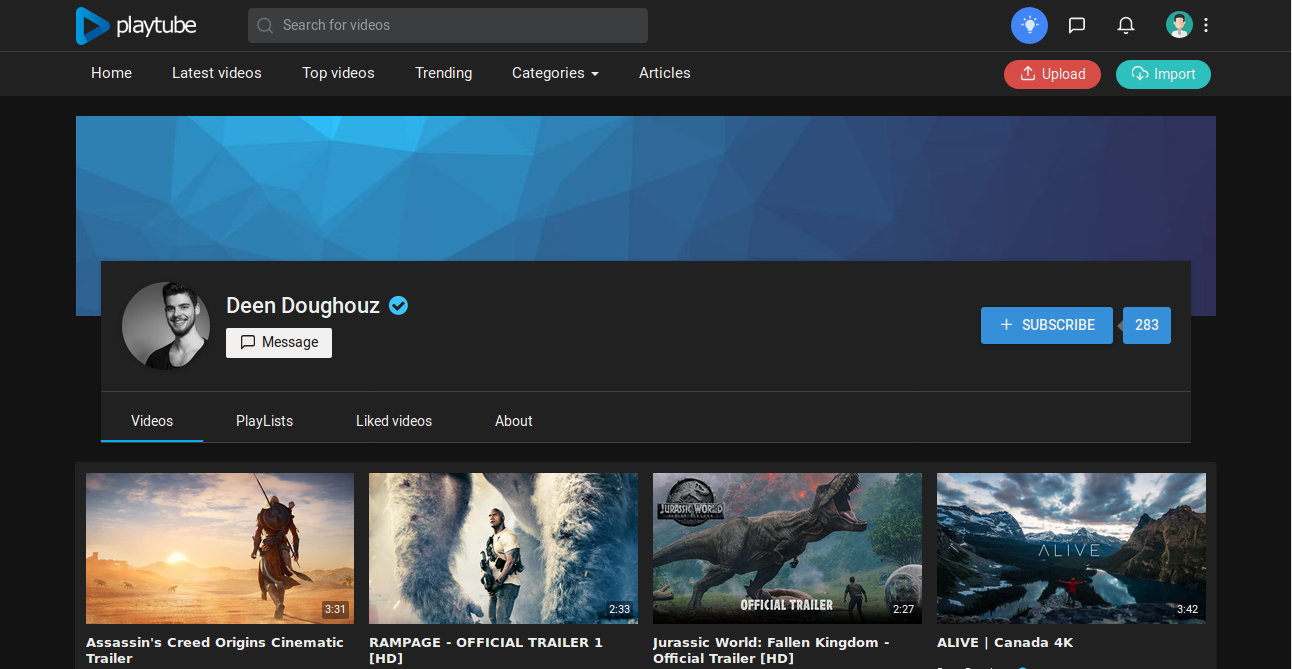 playtube
Search for videos
Home
Latest videos
Top videos
Trending
Categories
Articles
Upload
Import
Deen Doughouz
Message
SUBSCRIBE
283
Videos
PlayLists
Liked videos
About
JURASSIC WORLD
ALIVE
OFFICIAL TRAILER
3:31
2:33
2:27
3:42
Assassin's Creed Origins Cinematic
Trailer
RAMPAGE - OFFICIAL TRAILER 1
[HD]
Jurassic World: Fallen Kingdom -
Official Trailer [HD]
ALIVE | Canada 4K